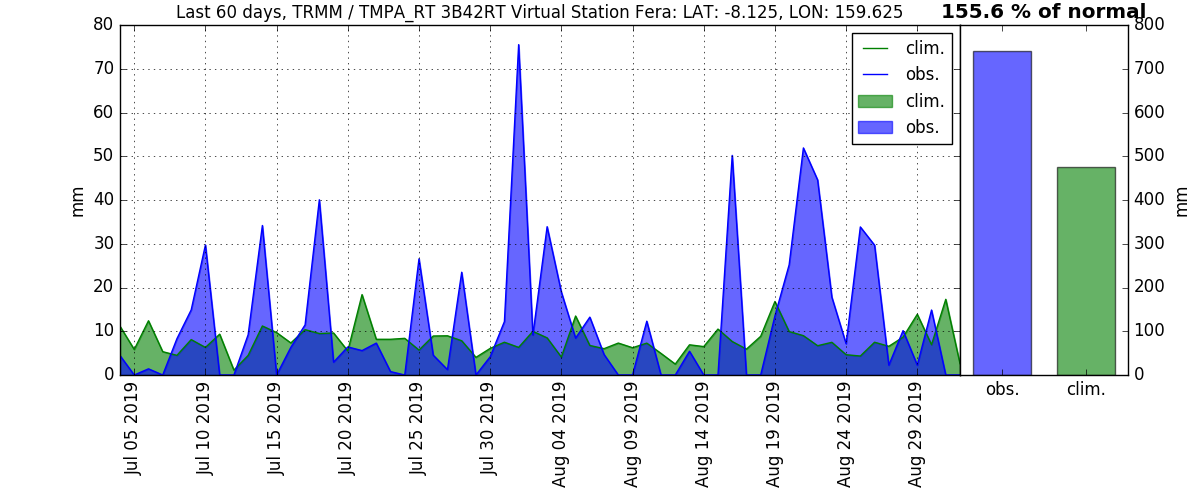 Last 60 days, TRMM / TMPA_RT 3B42RT Virtual Station Fera: LAT: -8.125, LON: 159.625
155.6 % of normal
80
70
60
50
40
30
20
10
0
mm
clim.
obs.
clim.
obs.
800
700
600
500
400
300
200
100
0
mm
Jul 05 2019
Jul 10 2019
Jul 15 2019
Jul 20 2019
Jul 25 2019
Jul 30 2019
Aug 04 2019
Aug 09 2019
Aug 14 2019
Aug 19 2019
Aug 24 2019
Aug 29 2019
obs.
clim.